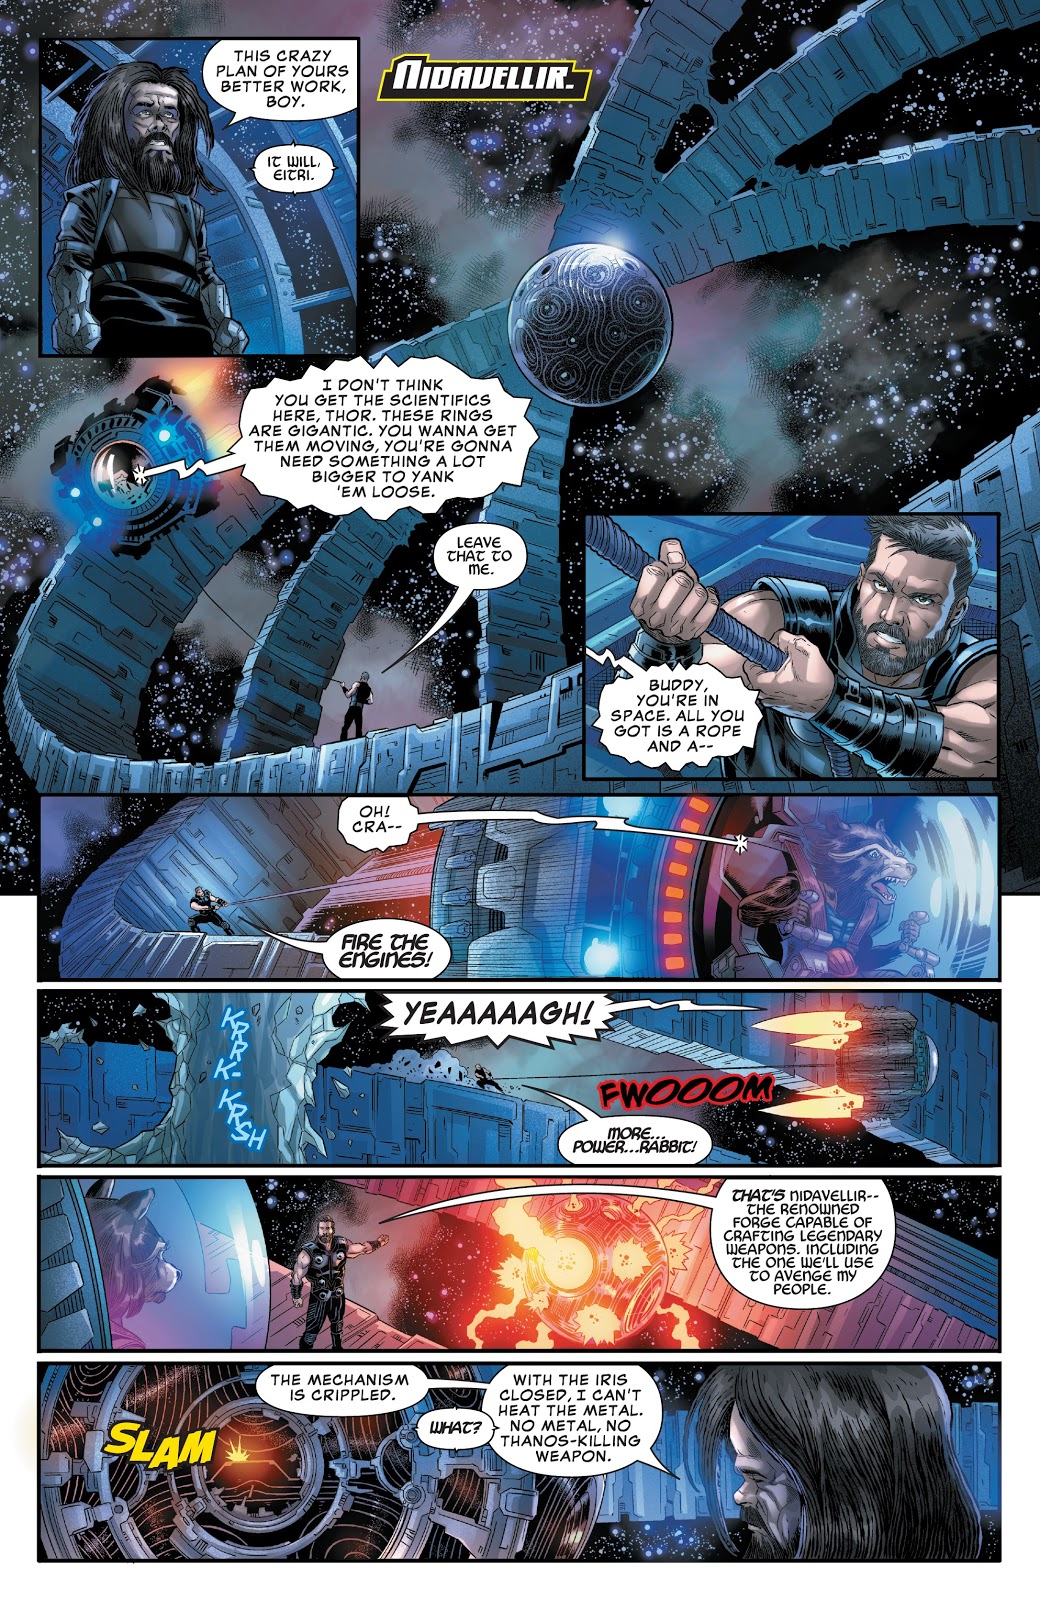 THIS CRAZY
PLAN OF YOURS
BETTER WORK,
BOY.
IT WILL,
EITRI.
NIDAVELLIR.
I DON'T THINK
YOU GET THE SCIENTIFICS
HERE, THOR. THESE RINGS
ARE GIGANTIC. YOU WANNA GET
THEM MOVING, YOU'RE GONNA
NEED SOMETHING A LOT
BIGGER TO YANK
'EM LOOSE.
LEAVE
THAT TO
ME.
BUDDY,
YOU'RE IN
SPACE. ALL YOU
GOT IS A ROPE
AND A--
OH!
CRA--
FIRE THE
ENGINES!
KRRK-
KRSH
YEAAAAAGH!
FWOOOM
MORE...
POWER...RABBIT!
THAT'S NIDAVELLIR--
THE RENOWNED
FORGE CAPABLE OF
CRAFTING LEGENDARY
WEAPONS. INCLUDING
THE ONE WE'LL USE
TO AVENGE MY
PEOPLE.
SLAM
THE MECHANISM
IS CRIPPLED.
WHAT?
WITH THE IRIS
CLOSED, I CAN'T
HEAT THE METAL.
NO METAL, NO
THANOS-KILLING
WEAPON.